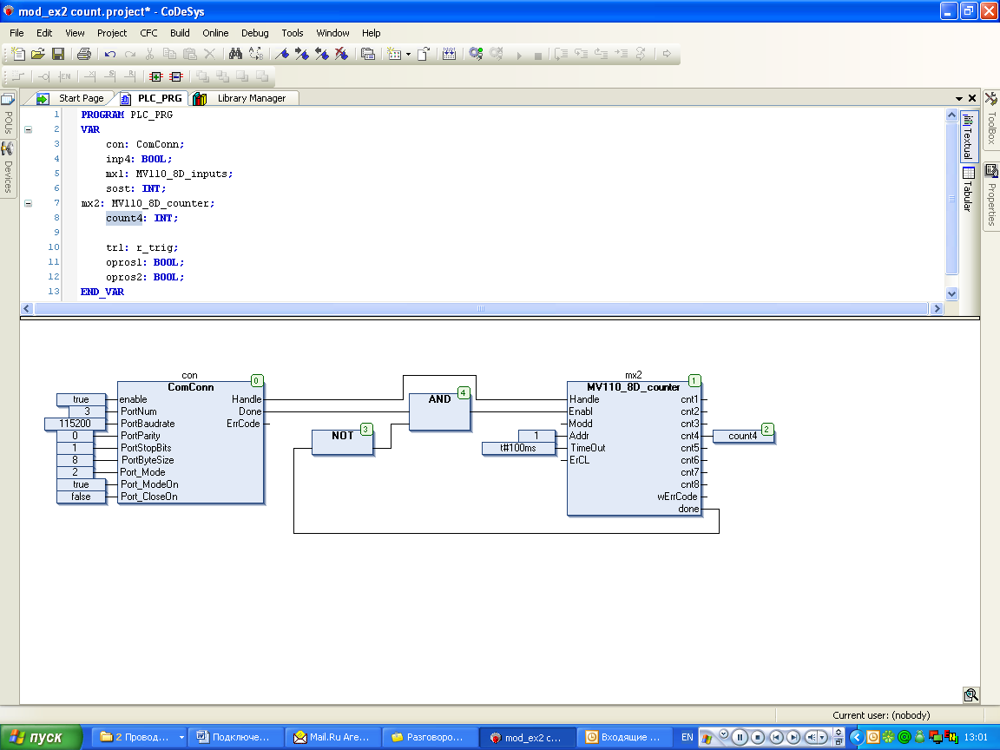 mod_ex2 count.project* - CoDeSys
File Edit View Project CFC Build Online Debug Tools Window Help
Start Page PLC_PRG Library Manager
POUs
Devices
ToolBox
Properties
Textual
Tabular
1 PROGRAM PLC_PRG
2 VAR
3 con: ComConn;
4 inp4: BOOL;
5 mx1: MV110_8D_inputs;
6 sost: INT;
7 mx2: MV110_8D_counter;
8 count4: INT;
9
10 tr1: r_trig;
11 opros1: BOOL;
12 opros2: BOOL;
13 END_VAR
con
0
ComConn
true enable Handle
3 PortNum Done
115200 PortBaudrate ErrCode
0 PortParity
1 PortStopBits
8 PortByteSize
2 Port_Mode
true Port_ModeOn
false Port_CloseOn
NOT 3
AND 4
mx2
1
MV110_8D_counter
Handle cnt1
Enabl cnt2
Modd cnt3
1 Addr cnt4 count4 2
t#100ms TimeOut cnt5
ErCL cnt6
cnt7
cnt8
wErrCode
done
Current user: (nobody)
пуск 2 Провод... Подключе... Mail.Ru Аге... Разговоро... mod_ex2 c... Входящие ... EN 13:01